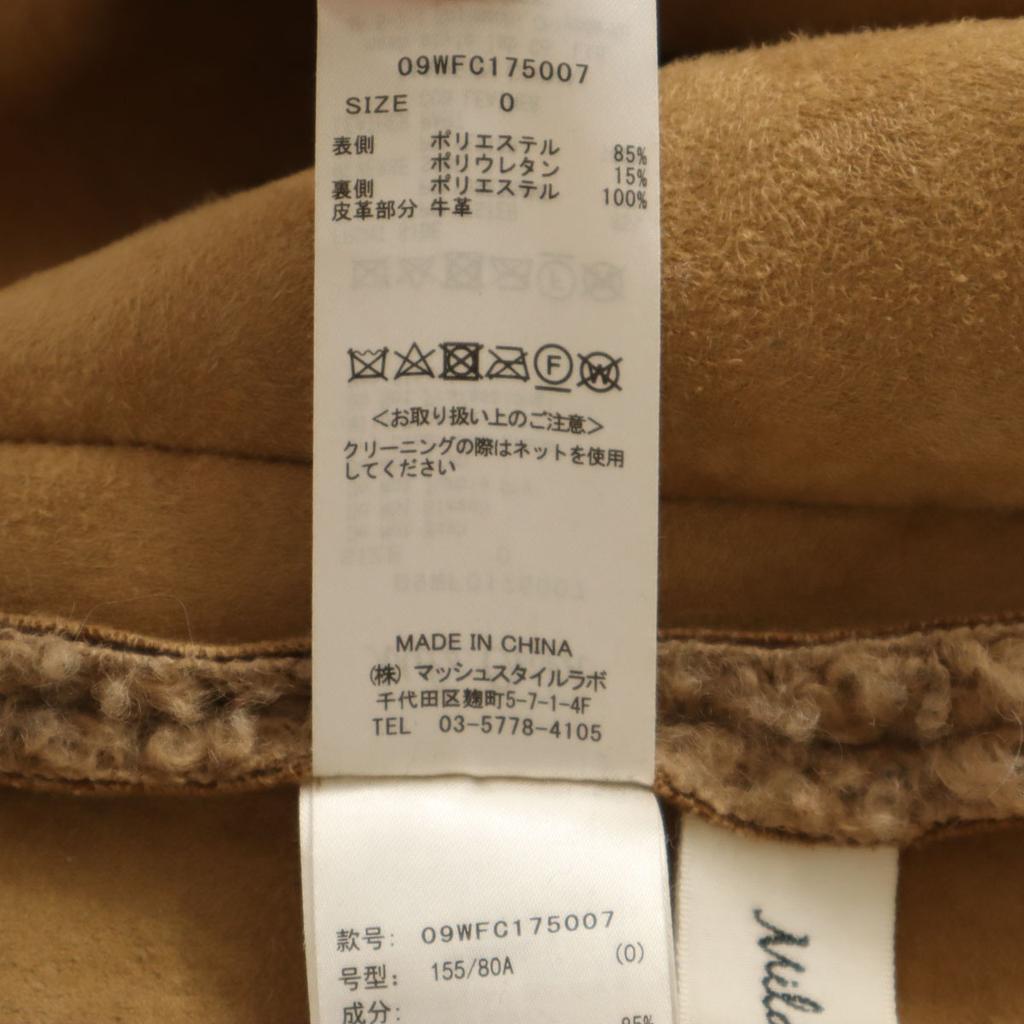 09WFC175007
SIZE 0
表側 ポリエステル 85%
ポリウレタン 15%
裏側 ポリエステル 100%
皮革部分 牛革
F
W
＜お取り扱い上のご注意＞
クリーニングの際はネットを使用
してください
MADE IN CHINA
(株) マッシュスタイルラボ
千代田区麹町5-7-1-4F
TEL 03-5778-4105
款号: 09WFC175007
(0)
号型: 155/80A
成分:
85%